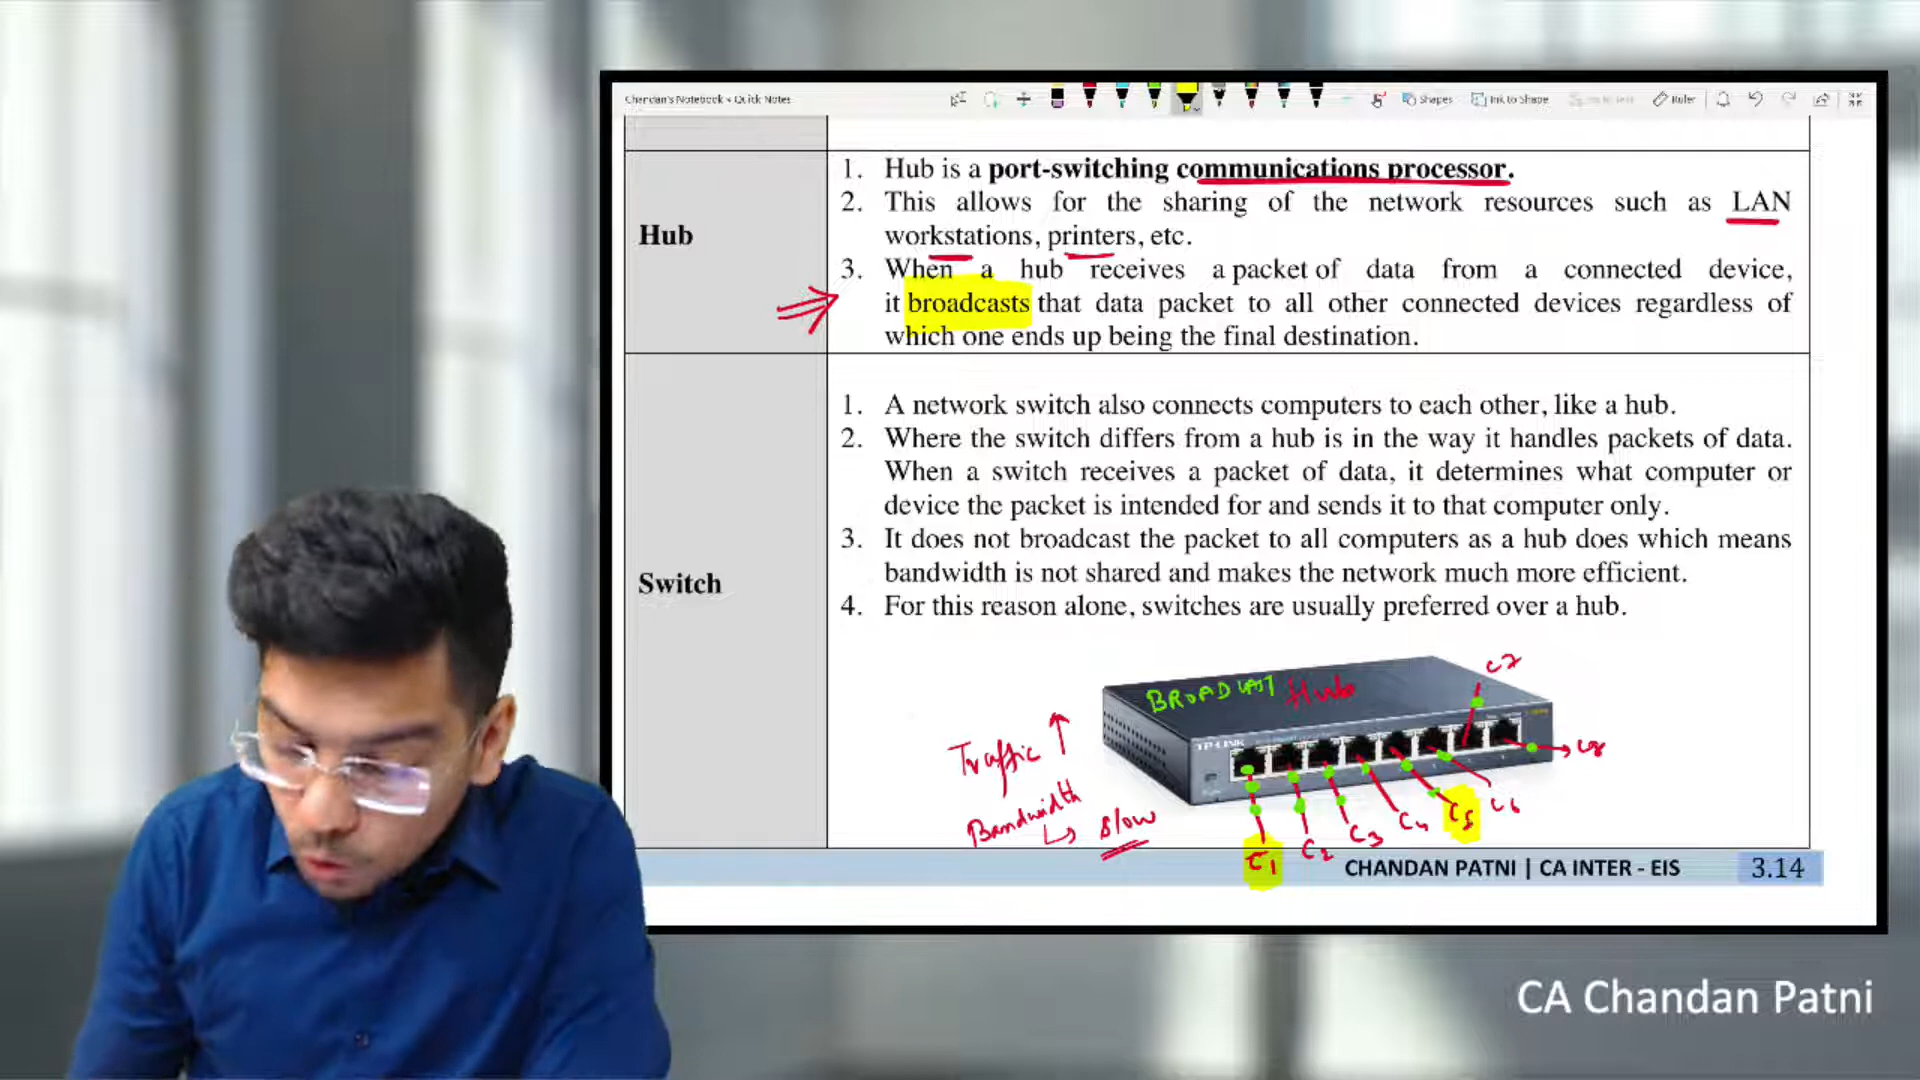 Chandan's Notebook » Quick Notes
Shapes
Ink to Shape
Ruler
Hub
1. Hub is a port-switching communications processor.
2. This allows for the sharing of the network resources such as LAN
workstations, printers, etc.
3. When a hub receives a packet of data from a connected device,
it broadcasts that data packet to all other connected devices regardless of
which one ends up being the final destination.
Switch
1. A network switch also connects computers to each other, like a hub.
2. Where the switch differs from a hub is in the way it handles packets of data.
When a switch receives a packet of data, it determines what computer or
device the packet is intended for and sends it to that computer only.
3. It does not broadcast the packet to all computers as a hub does which means
bandwidth is not shared and makes the network much more efficient.
4. For this reason alone, switches are usually preferred over a hub.
C7
BROADCAST Hub
TP-LINK
Traffic ↑
C8
Bandwidth
↳ Slow
C1 C2 C3 C4 C5 C6
CHANDAN PATNI | CA INTER - EIS 3.14
CA Chandan Patni